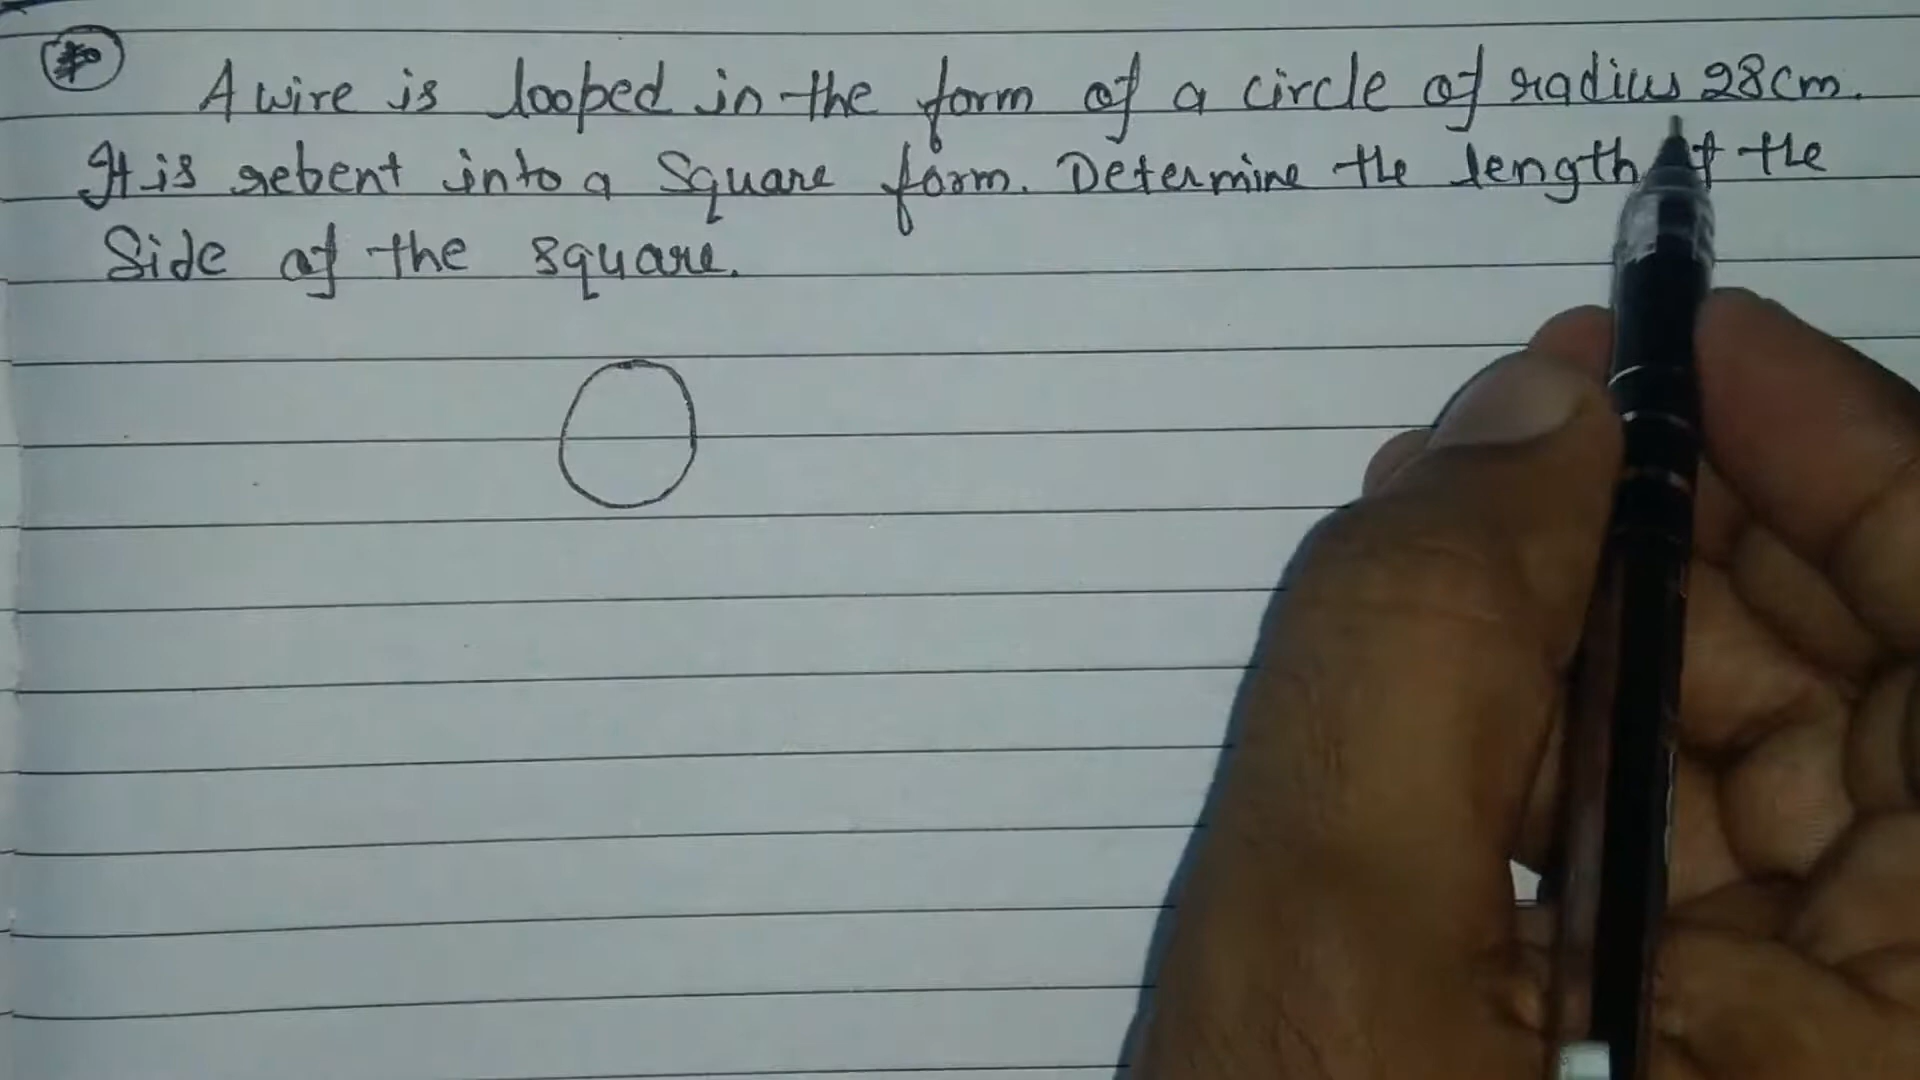 A wire is looped in the form of a circle of radius 28cm.
It is rebent into a Square form. Determine the length of the
Side of the square.